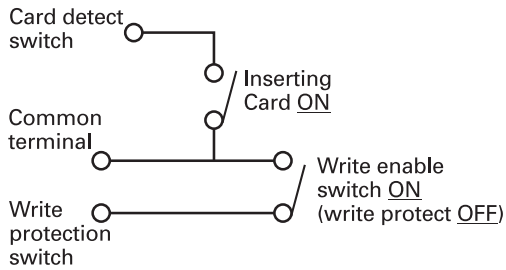 Card detect
switch
Inserting
Card ON
Common
terminal
Write enable
switch ON
(write protect OFF)
Write
protection
switch